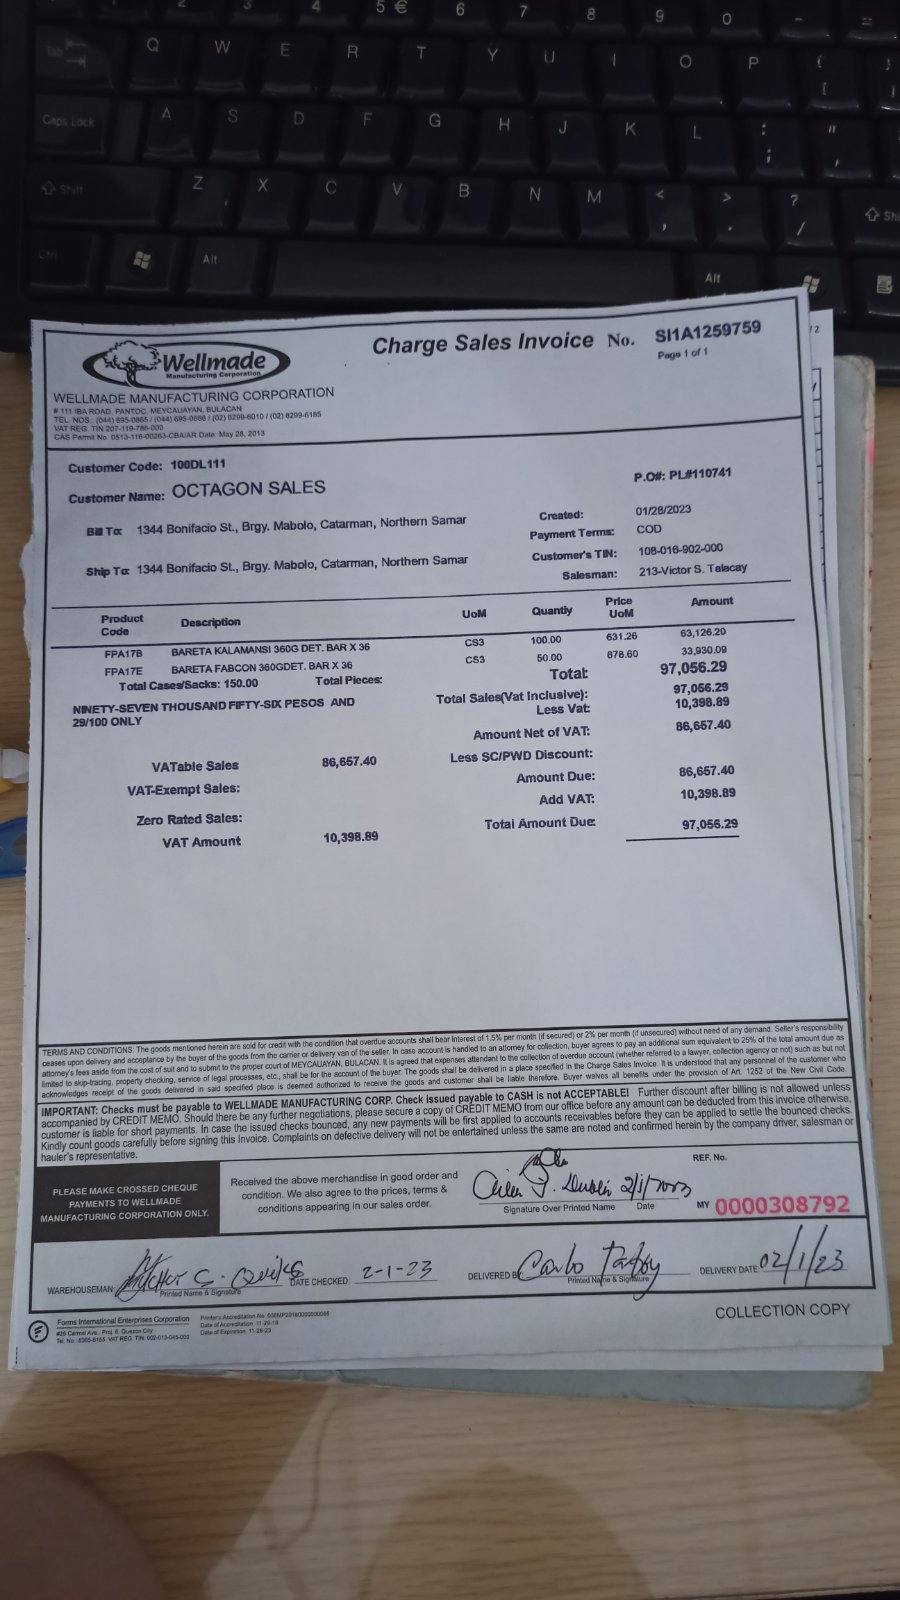 Charge Sales Invoice No. SI1A1259759
Page 1 of 1
Wellmade
Manufacturing Corporation
WELLMADE MANUFACTURING CORPORATION
# 111 IBA ROAD, PANTOC, MEYCAUAYAN, BULACAN
TEL NOS.: (044) 695-0865 / (044) 695-0866 / (02) 8298-6010 / (02) 8299-6185
VAT REG. TIN 207-119-786-000
CAS Permit No. 0513-116-00263-CBA/AR Date: May 28, 2013
Customer Code: 100DL111
Customer Name: OCTAGON SALES
P.O#: PL#110741
Bill To: 1344 Bonifacio St., Brgy. Mabolo, Catarman, Northern Samar
Ship To: 1344 Bonifacio St., Brgy. Mabolo, Catarman, Northern Samar
Created: 01/28/2023
Payment Terms: COD
Customer's TIN: 108-016-902-000
Salesman: 213-Victor S. Talacay
Product Code Description UoM Quantiy Price UoM Amount
FPA17B BARETA KALAMANSI 360G DET. BAR X 36 CS3 100.00 631.26 63,126.20
FPA17E BARETA FABCON 360GDET. BAR X 36 CS3 50.00 678.60 33,930.09
Total Cases/Sacks: 150.00 Total Pieces: Total: 97,056.29
NINETY-SEVEN THOUSAND FIFTY-SIX PESOS AND
29/100 ONLY
Total Sales(Vat Inclusive): 97,056.29
Less Vat: 10,398.89
Amount Net of VAT: 86,657.40
VATable Sales 86,657.40
Less SC/PWD Discount:
VAT-Exempt Sales:
Amount Due: 86,657.40
Zero Rated Sales:
Add VAT: 10,398.89
VAT Amount 10,398.89
Total Amount Due: 97,056.29
TERMS AND CONDITIONS. The goods mentioned herein are sold for credit with the condition that overdue accounts shall bear interest of 1.5% per month (if secured) or 2% per month (if unsecured) without need of any demand. Seller's responsibility
ceases upon delivery and acceptance by the buyer of the goods from the carrier or delivery van of the seller. In case account is handled to an attorney for collection, buyer agrees to pay an additional sum equivalent to 25% of the total amount due as
attorney's fees aside from the cost of suit and to submit to the proper court of MEYCAUAYAN, BULACAN. It is agreed that expenses attendant to the collection of overdue account (whether referred to a lawyer, collection agency or not) such as but not
limited to skip-tracing, property checking, service of legal processes, etc., shall be for the account of the buyer. The goods shall be delivered in a place specified in the Charge Sales Invoice. It is understood that any personnel of the customer who
acknowledges receipt of the goods delivered in said specified place is deemed authorized to receive the goods and customer shall be liable therefore. Buyer waives all benefits under the provision of Art. 1252 of the New Civil Code.
IMPORTANT: Checks must be payable to WELLMADE MANUFACTURING CORP. Check issued payable to CASH is not ACCEPTABLE! Further discount after billing is not allowed unless
accompanied by CREDIT MEMO. Should there be any further negotiations, please secure a copy of CREDIT MEMO from our office before any amount can be deducted from this invoice otherwise,
customer is liable for short payments. In case the issued checks bounced, any new payments will be first applied to accounts receivables before they can be applied to settle the bounced checks.
Kindly count goods carefully before signing this Invoice. Complaints on defective delivery will not be entertained unless the same are noted and confirmed herein by the company driver, salesman or
hauler's representative.
PLEASE MAKE CROSSED CHEQUE
PAYMENTS TO WELLMADE
MANUFACTURING CORPORATION ONLY.
Received the above merchandise in good order and
condition. We also agree to the prices, terms &
conditions appearing in our sales order.
2/1/2023
Signature Over Printed Name Date
REF. No.
MY 0000308792
WAREHOUSEMAN:
Printed Name & Signature
DATE CHECKED: 2-1-23
DELIVERED BY: Carlo
Printed Name & Signature
DELIVERY DATE: 02/1/23
COLLECTION COPY
Forms International Enterprises Corporation
#25 Carmel Ave., Proj. 6, Quezon City
Date of Accreditation: 11-29-18
Date of Expiration: 11-28-23
5 €
6
7
8
9
0
Tab
Q W E R T Y U I O P { [
Caps Lock
A S D F G H J K L : ; " '
Shift
Z X C V B N M < , > . ? /
Ctrl
Alt
Alt